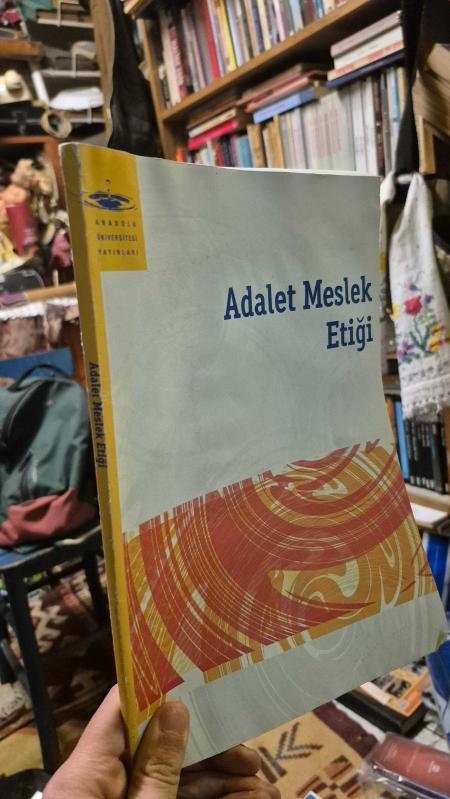 ANADOLU
ÜNİVERSİTESİ
YAYINLARI
Adalet Meslek
Etiği
Adalet Meslek Etiği